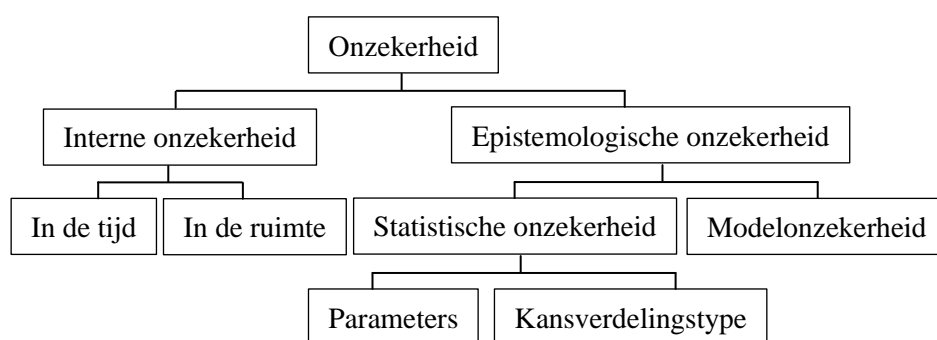 Onzekerheid
Interne onzekerheid
Epistemologische onzekerheid
In de tijd
In de ruimte
Statistische onzekerheid
Modelonzekerheid
Parameters
Kansverdelingstype